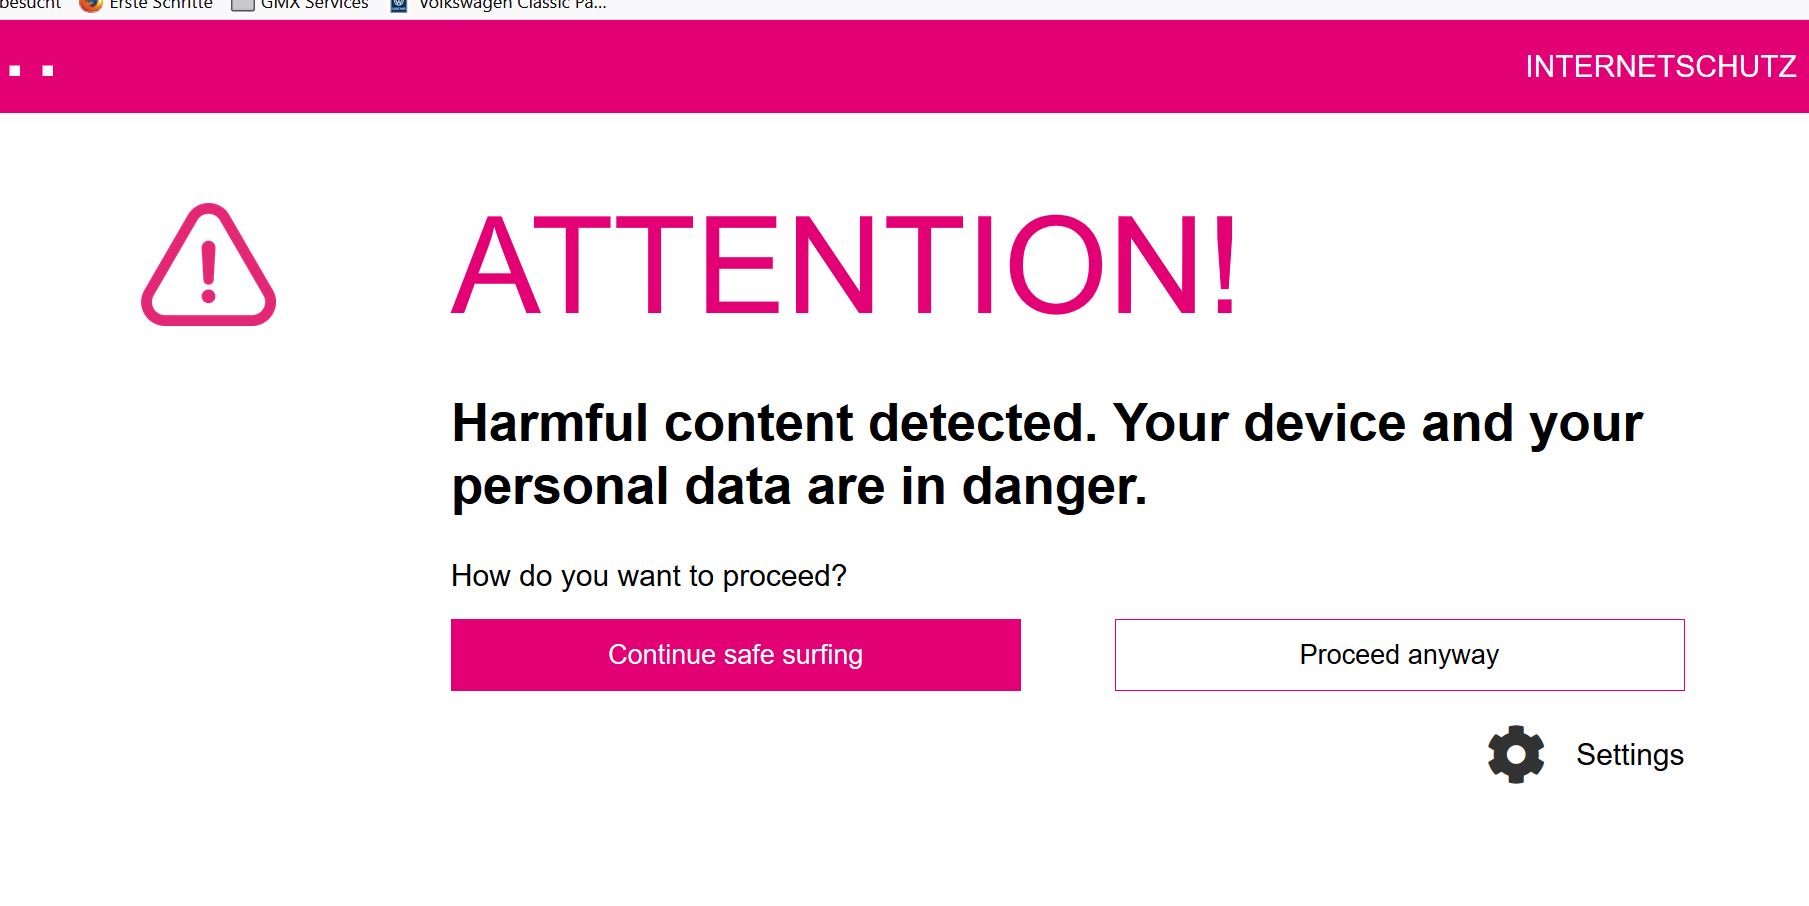 besucht Erste Schritte GMX Services Volkswagen Classic Pa...
INTERNETSCHUTZ
ATTENTION!
Harmful content detected. Your device and your
personal data are in danger.
How do you want to proceed?
Continue safe surfing Proceed anyway
Settings